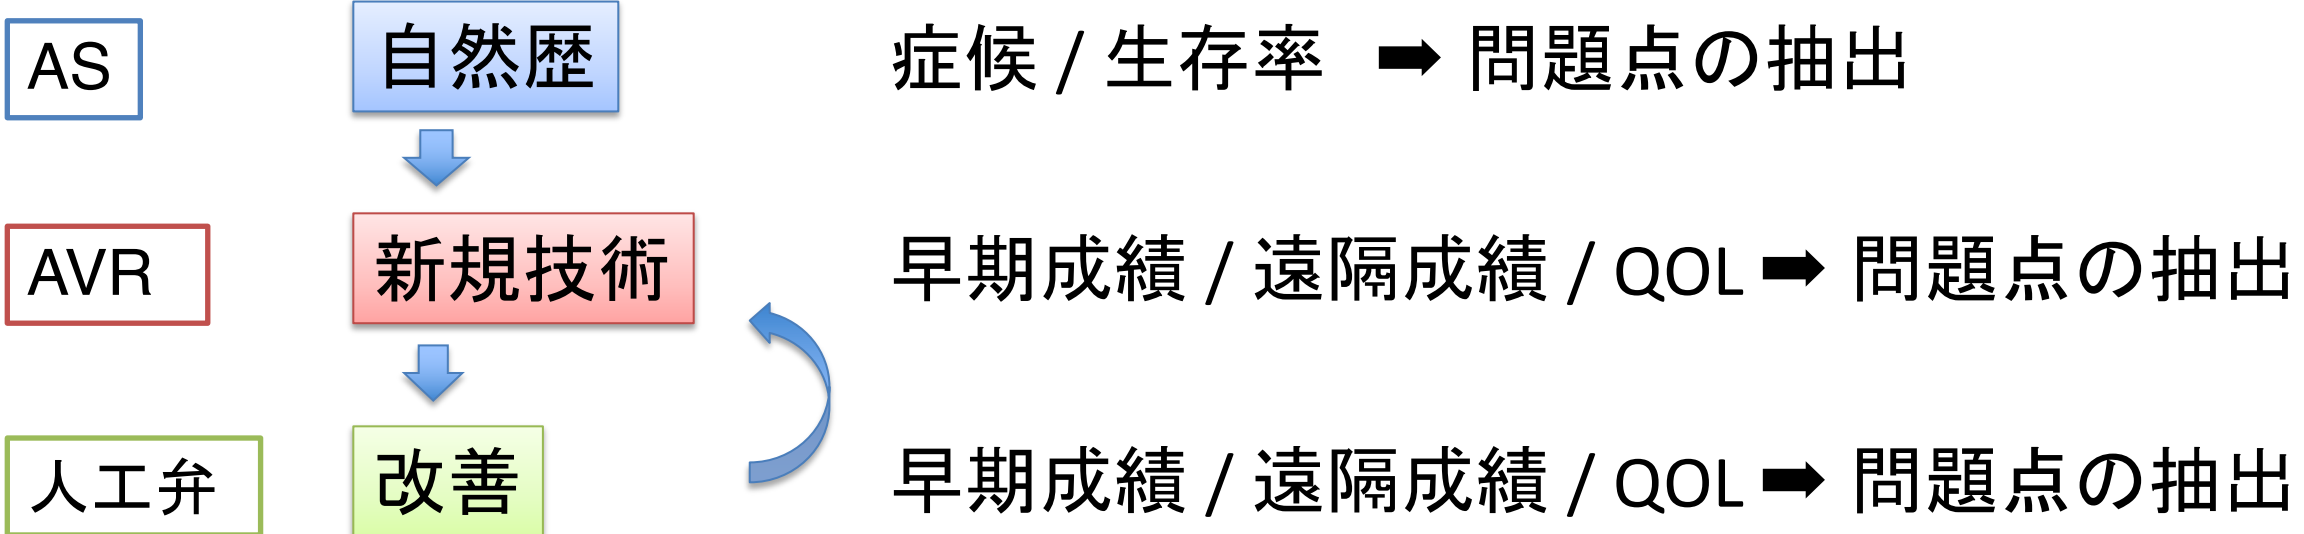 AS 自然歴 症候 / 生存率 ➡ 問題点の抽出
AVR 新規技術 早期成績 / 遠隔成績 / QOL ➡ 問題点の抽出
人工弁 改善 早期成績 / 遠隔成績 / QOL ➡ 問題点の抽出